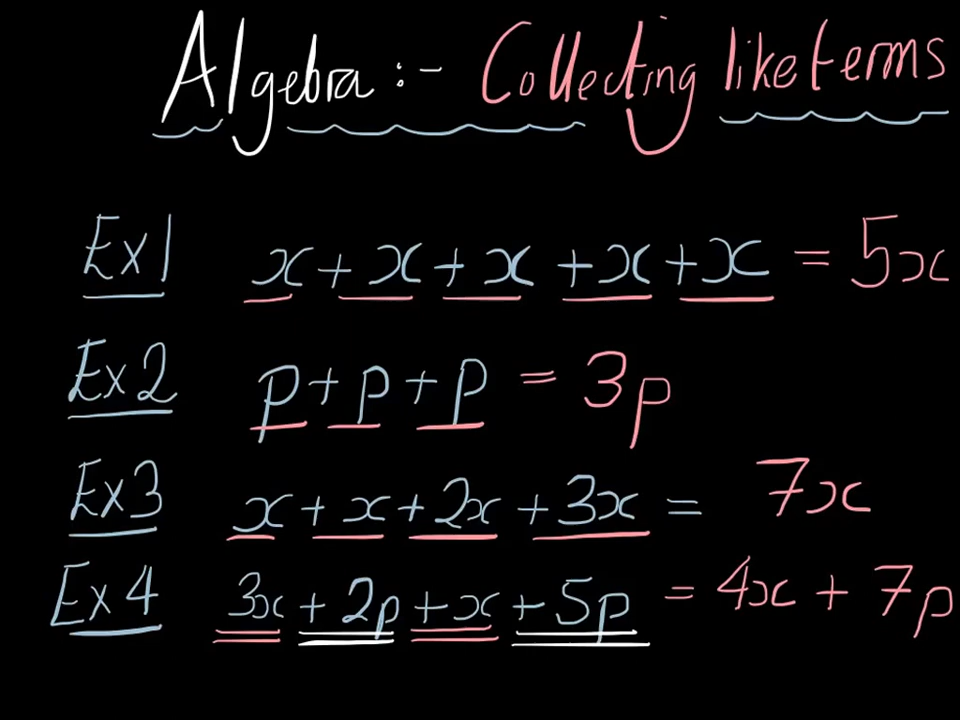 Algebra :- Collecting like terms
Ex1 x + x + x + x + x = 5x
Ex2 p + p + p = 3p
Ex3 x + x + 2x + 3x = 7x
Ex4 3x + 2p + x + 5p = 4x + 7p